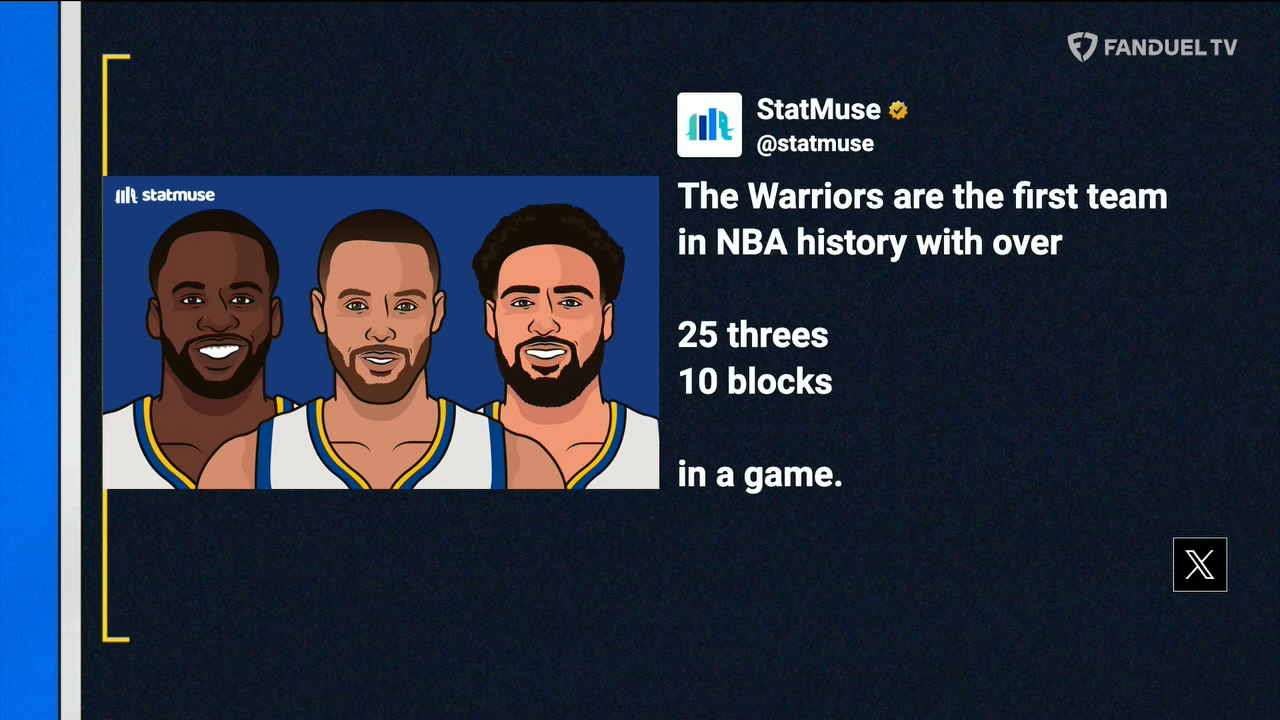 FANDUEL TV
StatMuse
@statmuse
statmuse
The Warriors are the first team
in NBA history with over
25 threes
10 blocks
in a game.